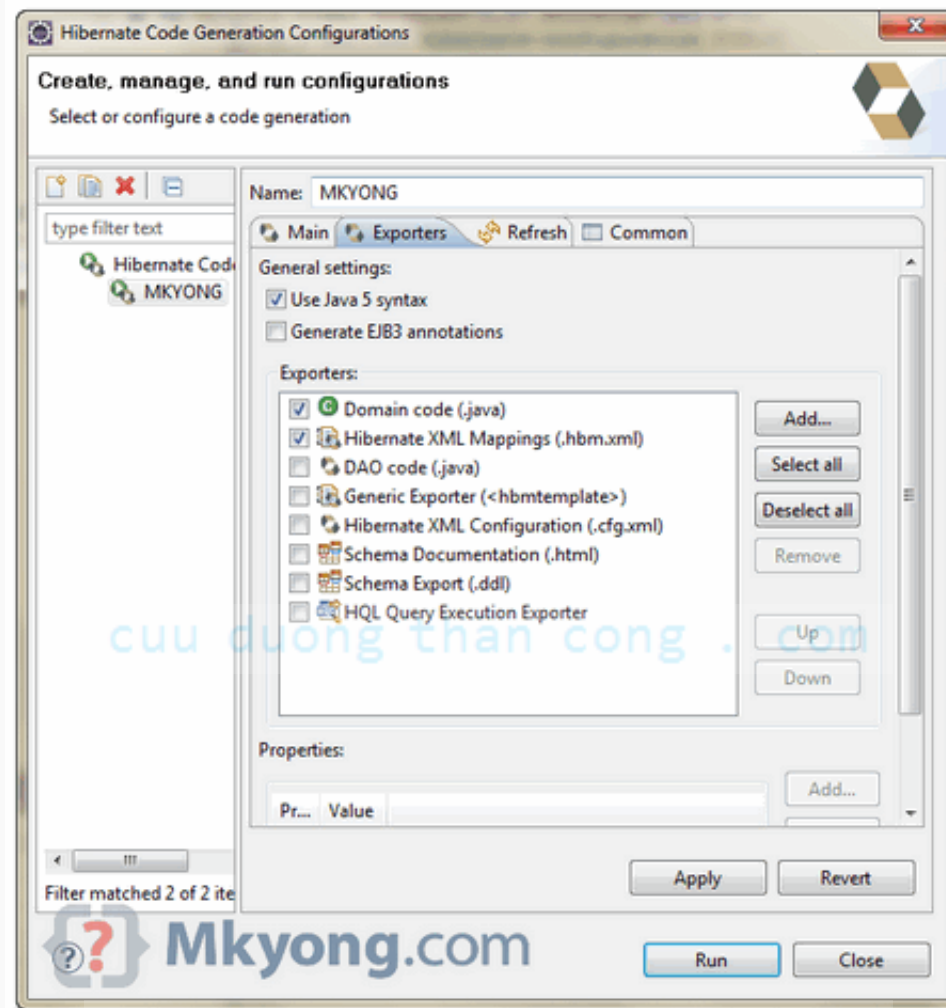 Hibernate Code Generation Configurations
Create, manage, and run configurations
Select or configure a code generation
type filter text
Hibernate Code
MKYONG
Filter matched 2 of 2 ite
Name: MKYONG
Main Exporters Refresh Common
General settings:
Use Java 5 syntax
Generate EJB3 annotations
Exporters:
Domain code (.java)
Hibernate XML Mappings (.hbm.xml)
DAO code (.java)
Generic Exporter (<hbmtemplate>)
Hibernate XML Configuration (.cfg.xml)
Schema Documentation (.html)
Schema Export (.ddl)
HQL Query Execution Exporter
Add...
Select all
Deselect all
Remove
Up
Down
cuu duong than cong . com
Properties:
Pr... Value
Add...
Apply Revert
Mkyong.com
Run Close